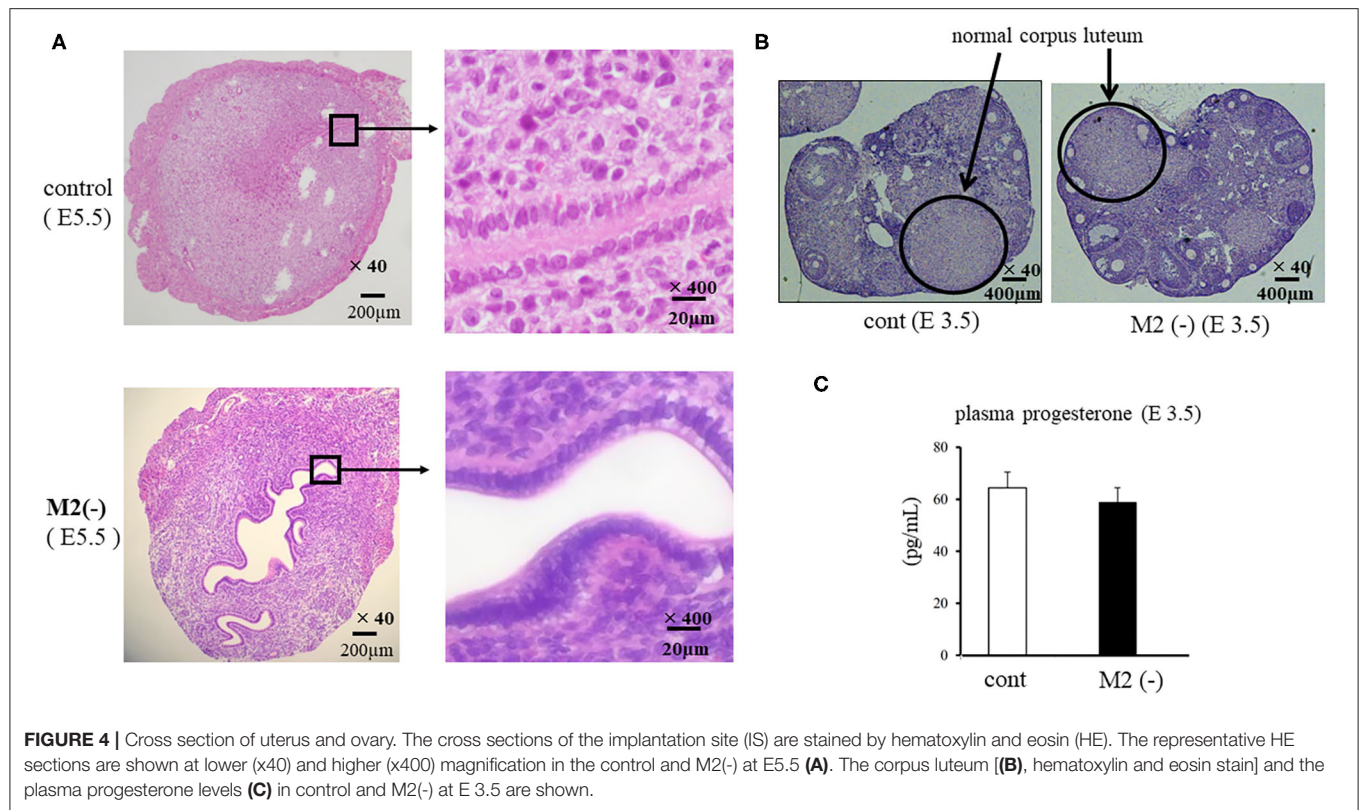 A
control
( E5.5)
× 40
200μm
× 400
20μm
M2(-)
( E5.5 )
× 40
200μm
× 400
20μm
B
normal corpus luteum
× 40
400μm
cont (E 3.5)
× 40
400μm
M2 (-) (E 3.5)
C
plasma progesterone (E 3.5)
(pg/mL)
80
60
40
20
0
cont
M2 (-)
FIGURE 4 | Cross section of uterus and ovary. The cross sections of the implantation site (IS) are stained by hematoxylin and eosin (HE). The representative HE
sections are shown at lower (x40) and higher (x400) magnification in the control and M2(-) at E5.5 (A). The corpus luteum [(B), hematoxylin and eosin stain] and the
plasma progesterone levels (C) in control and M2(-) at E 3.5 are shown.